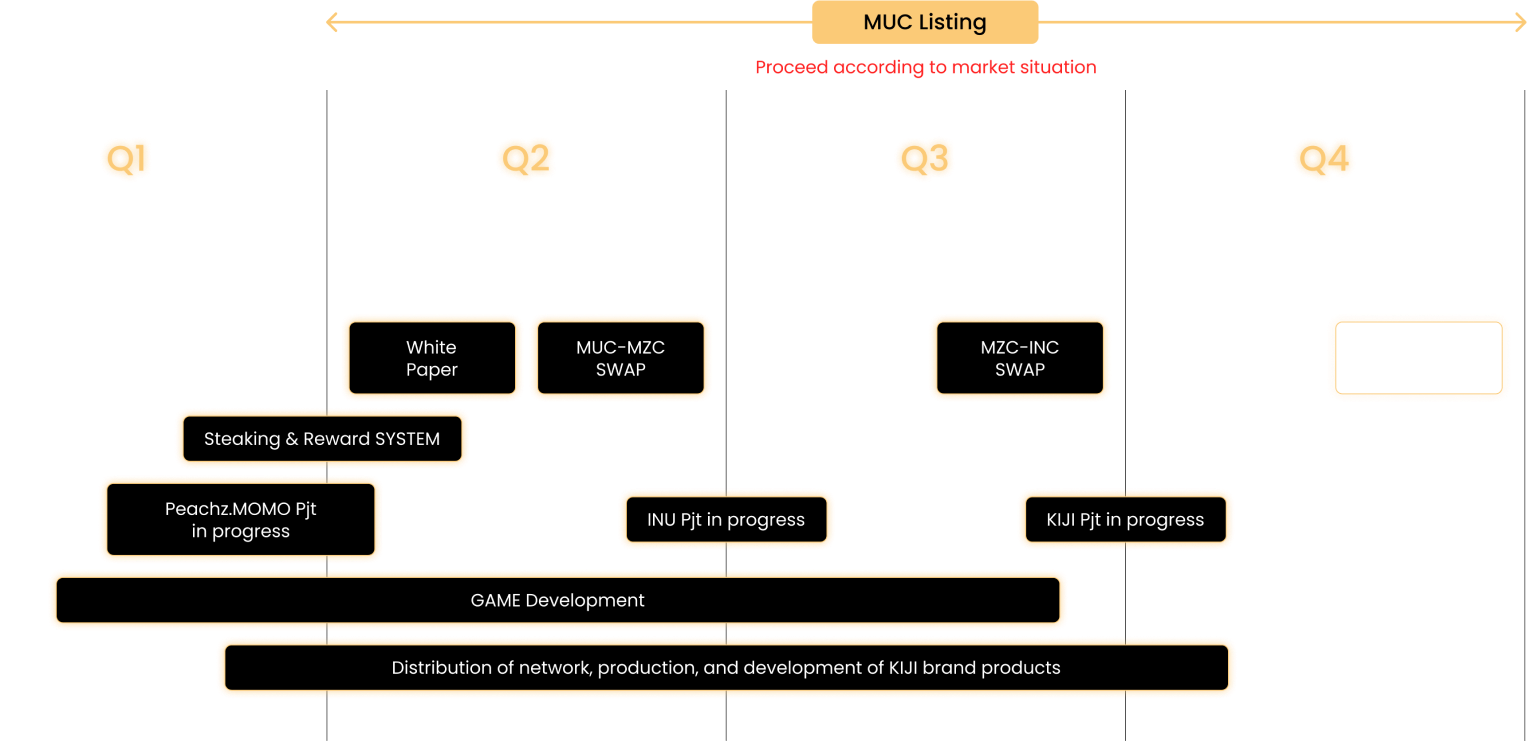 MUC Listing
Proceed according to market situation
Q1
Q2
Q3
Q4
White
Paper
MUC-MZC
SWAP
MZC-INC
SWAP
Steaking & Reward SYSTEM
Peachz.MOMO Pjt
in progress
INU Pjt in progress
KIJI Pjt in progress
GAME Development
Distribution of network, production, and development of KIJI brand products